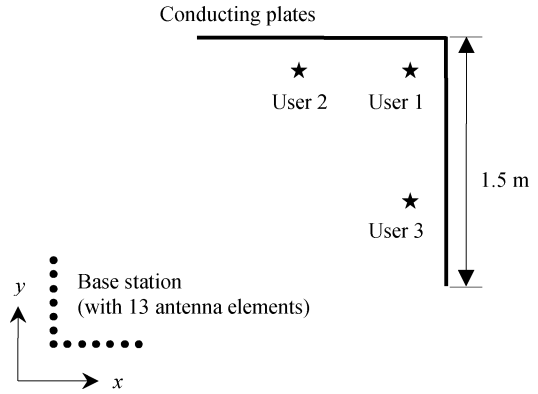 Conducting plates
User 2
User 1
1.5 m
User 3
Base station
(with 13 antenna elements)
y
x